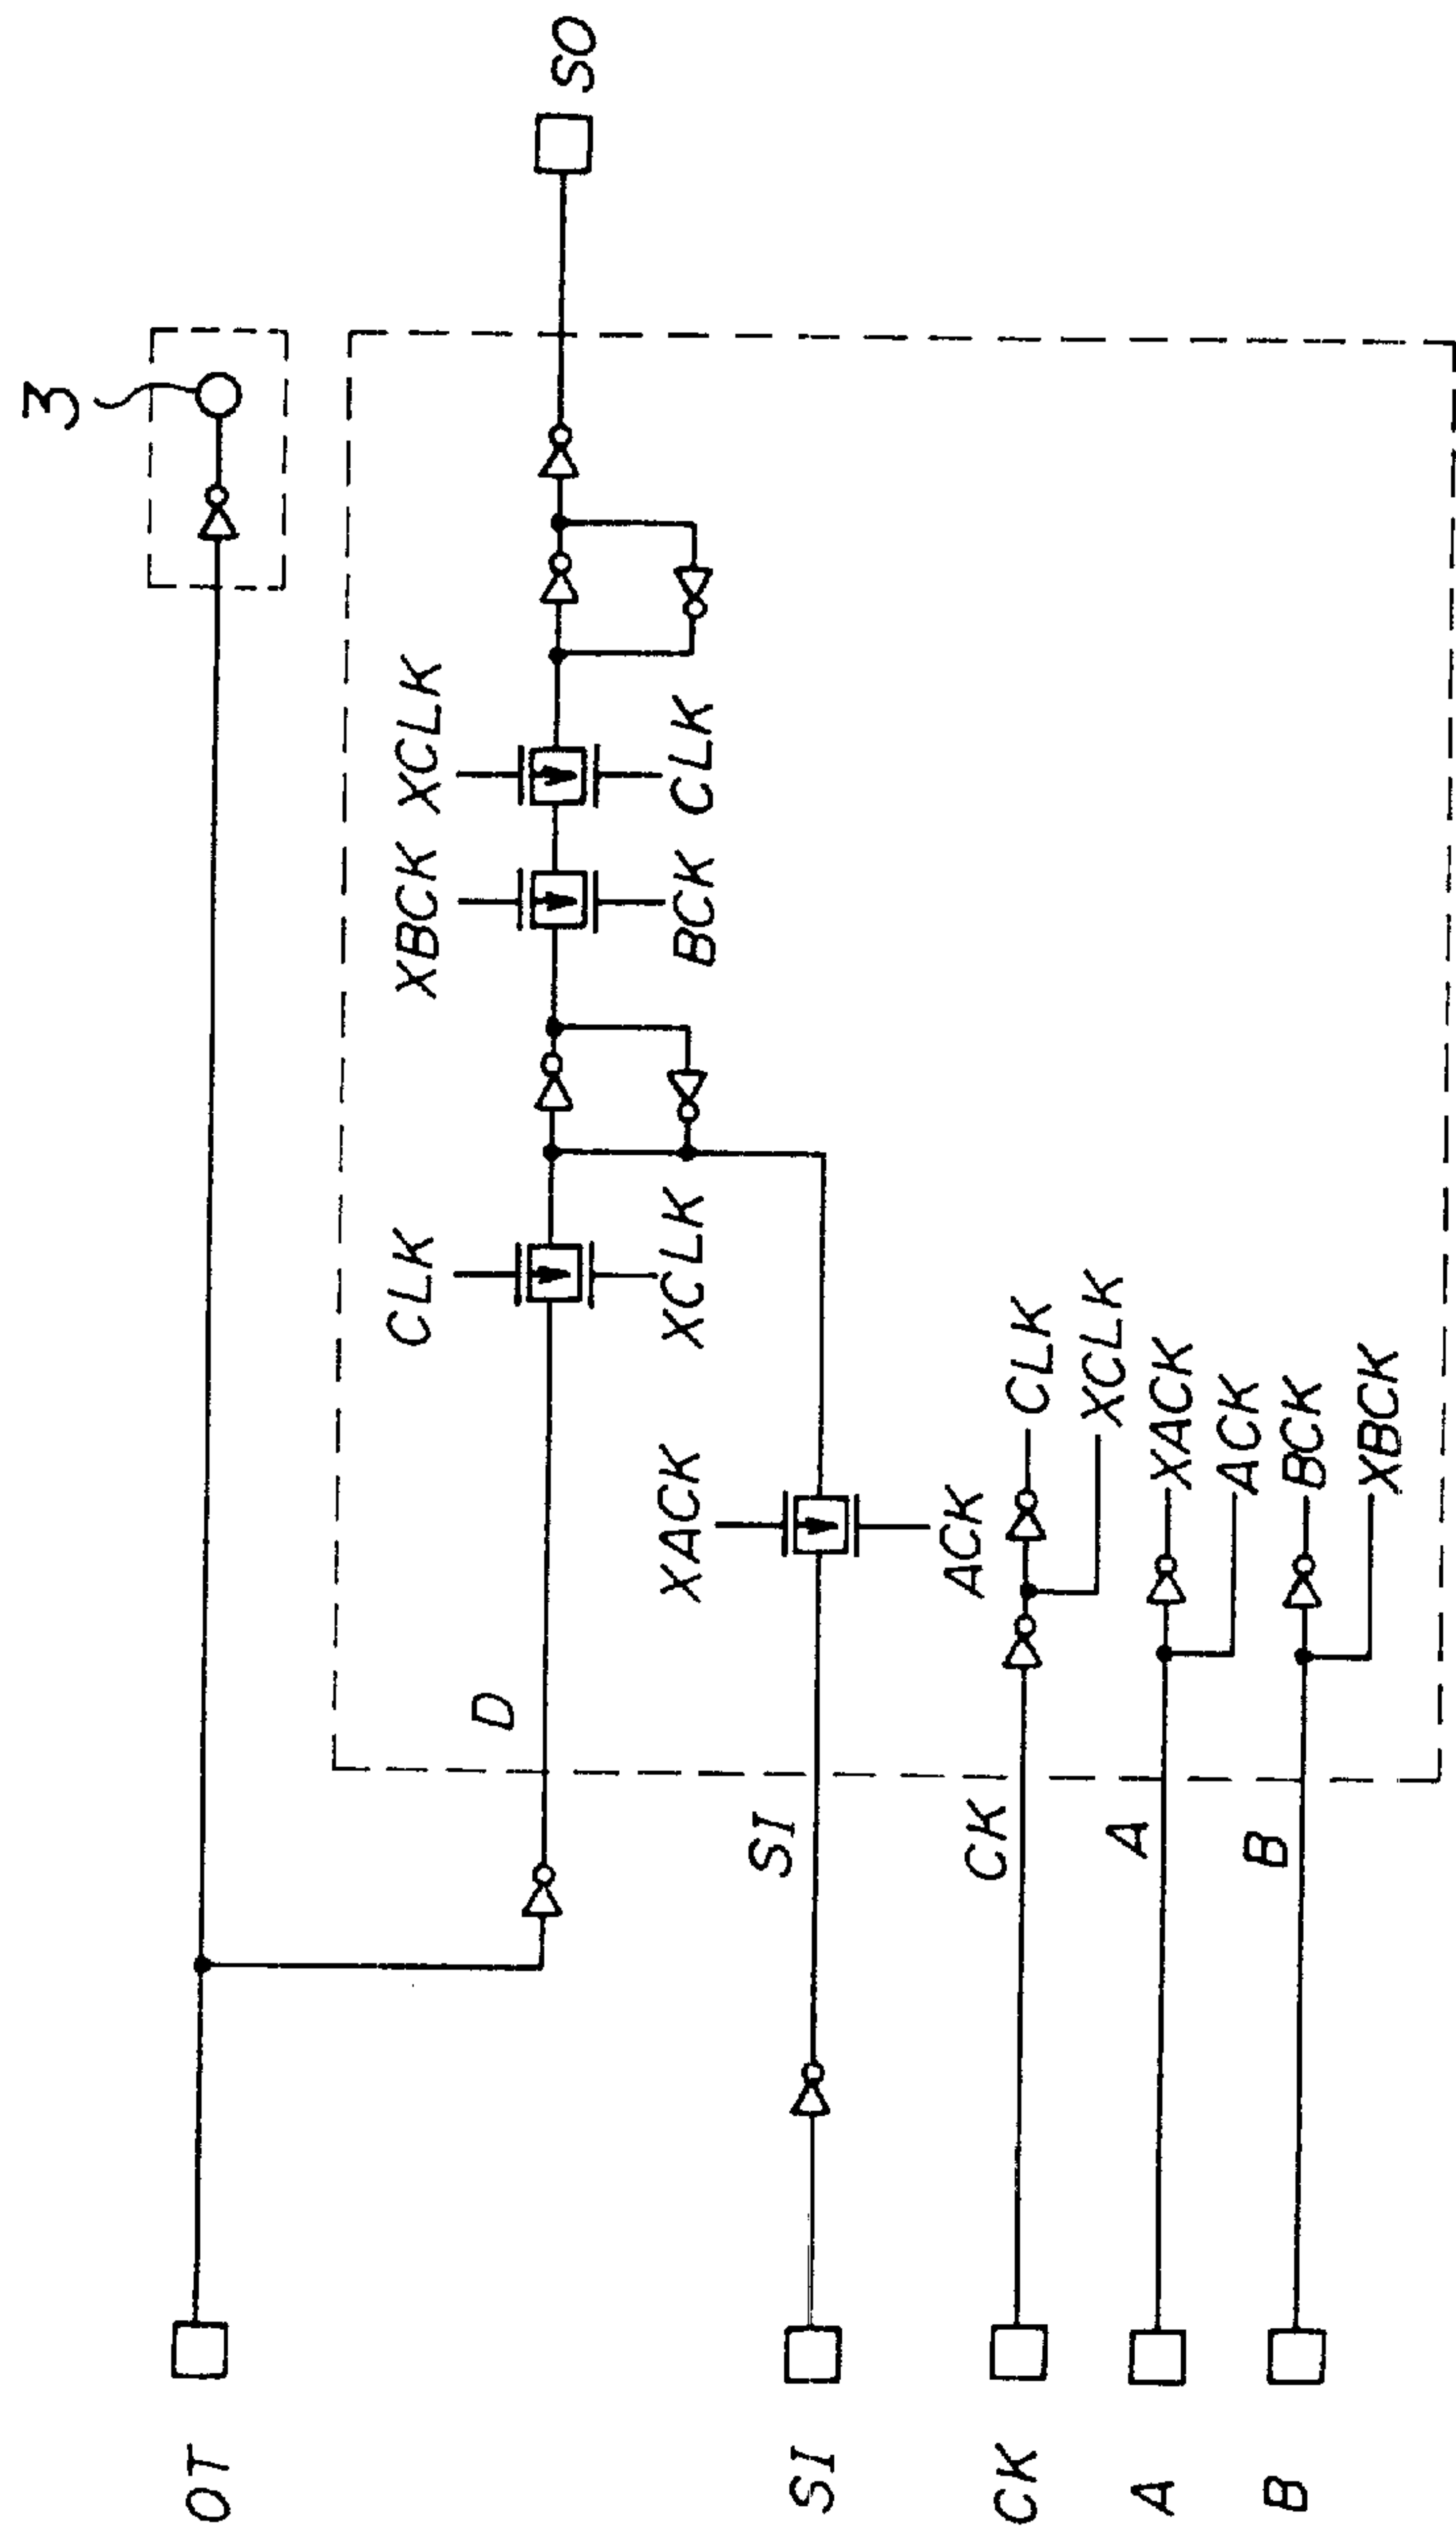 3
OT
SO
XBCK XCLK
CLK
D
BCK CLK
XCLK
XACK
SI
SI
ACK
CLK
CK
CK
XCLK
XACK
A
A
ACK
BCK
B
B
XBCK